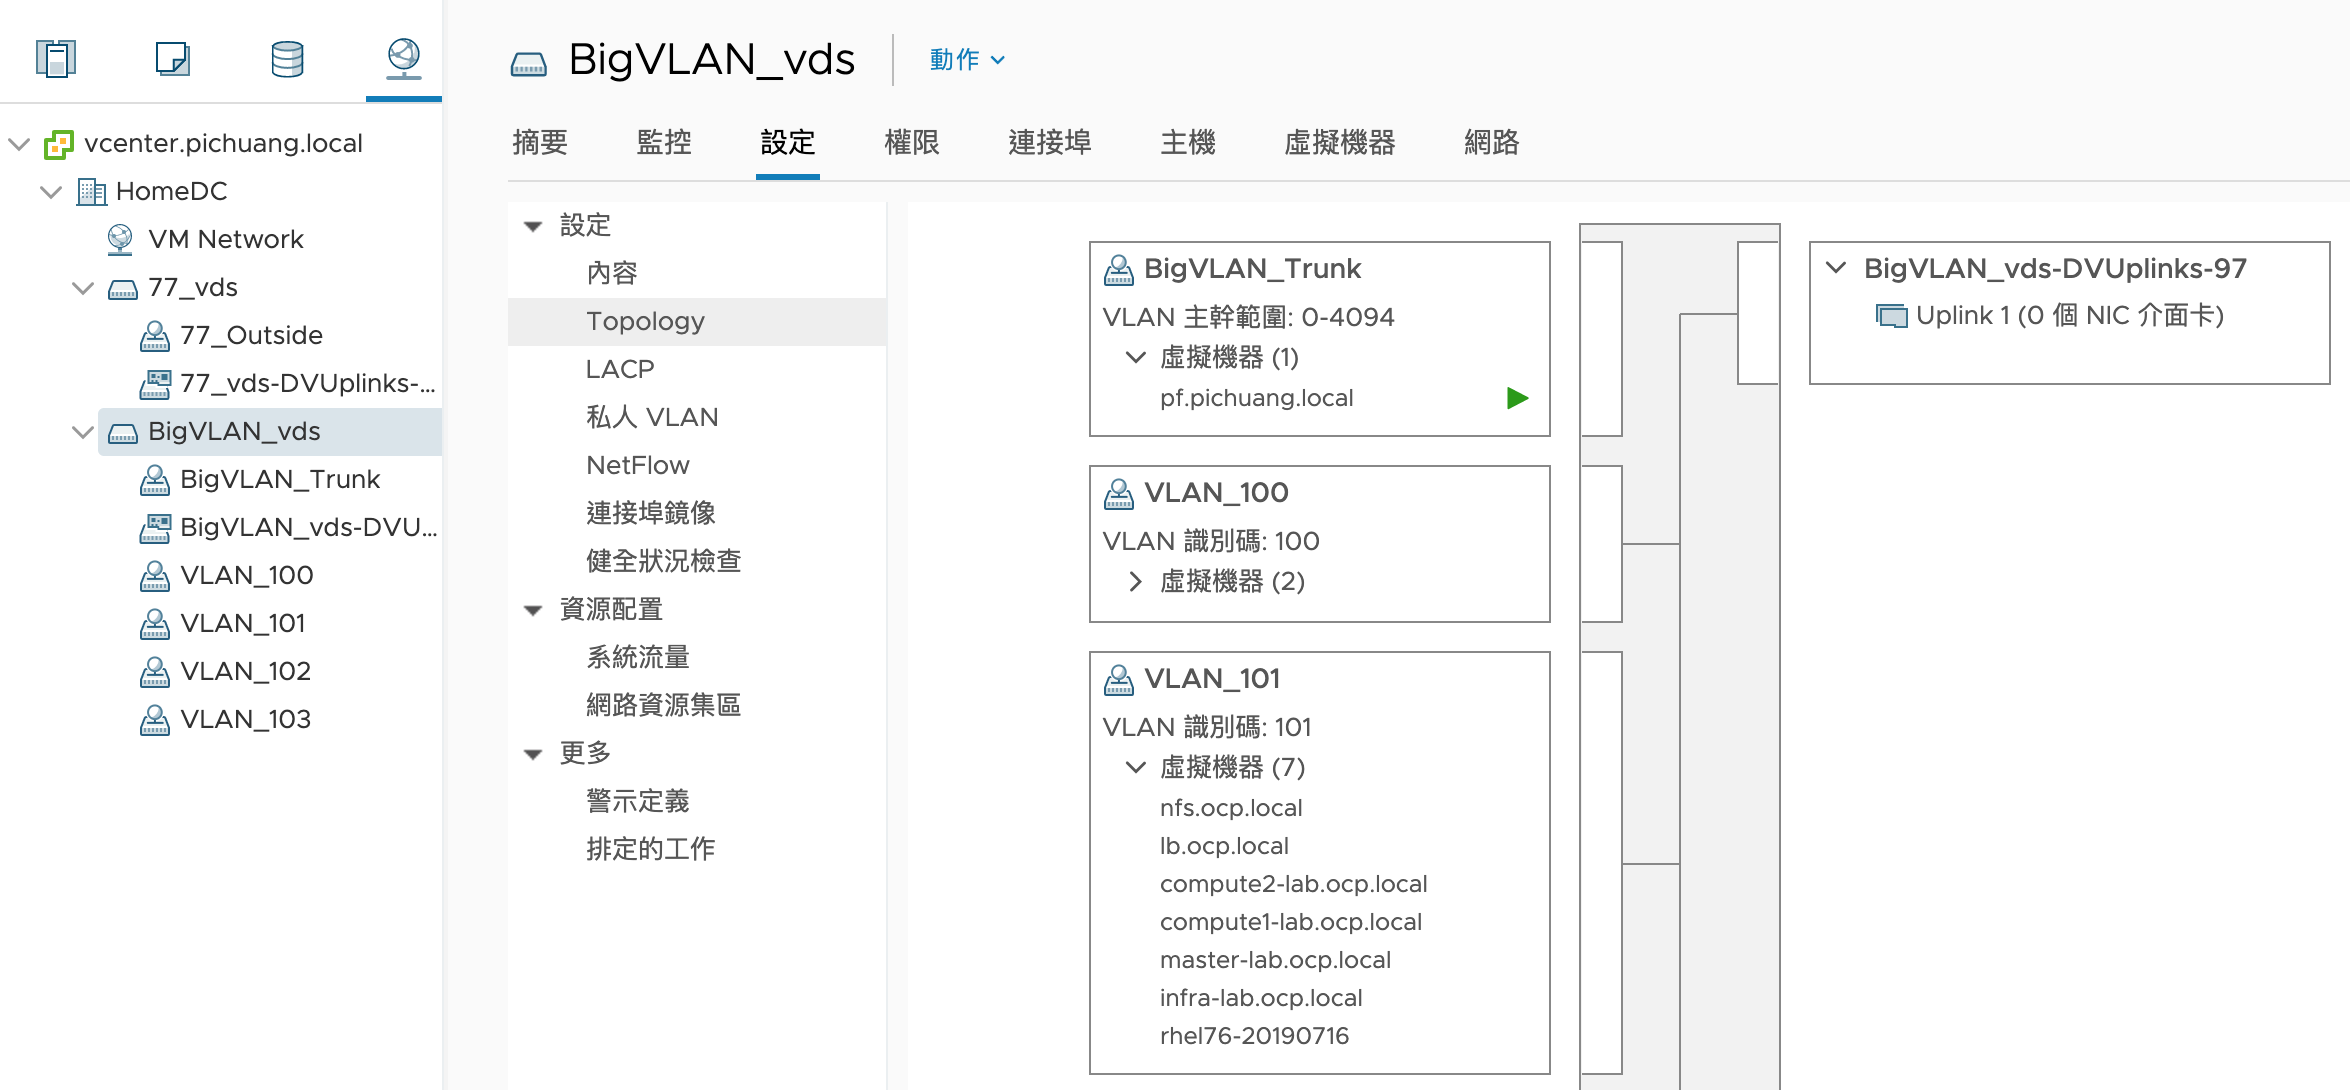 vcenter.pichuang.local
HomeDC
VM Network
77_vds
77_Outside
77_vds-DVUplinks-...
BigVLAN_vds
BigVLAN_Trunk
BigVLAN_vds-DVU...
VLAN_100
VLAN_101
VLAN_102
VLAN_103
BigVLAN_vds
動作
摘要 監控 設定 權限 連接埠 主機 虛擬機器 網路
設定
內容
Topology
LACP
私人 VLAN
NetFlow
連接埠鏡像
健全狀況檢查
資源配置
系統流量
網路資源集區
更多
警示定義
排定的工作
BigVLAN_Trunk
VLAN 主幹範圍: 0-4094
虛擬機器 (1)
pf.pichuang.local
VLAN_100
VLAN 識別碼: 100
虛擬機器 (2)
VLAN_101
VLAN 識別碼: 101
虛擬機器 (7)
nfs.ocp.local
lb.ocp.local
compute2-lab.ocp.local
compute1-lab.ocp.local
master-lab.ocp.local
infra-lab.ocp.local
rhel76-20190716
BigVLAN_vds-DVUplinks-97
Uplink 1 (0 個 NIC 介面卡)